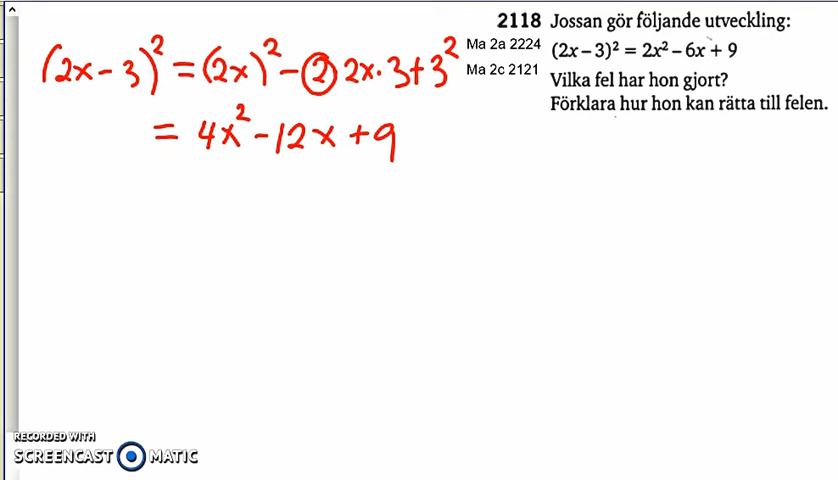 (2x - 3)² = (2x)² - 2 2x · 3 + 3²
= 4x² - 12x + 9
2118 Jossan gör följande utveckling:
Ma 2a 2224
(2x – 3)² = 2x² – 6x + 9
Ma 2c 2121
Vilka fel har hon gjort?
Förklara hur hon kan rätta till felen.
RECORDED WITH
SCREENCAST MATIC